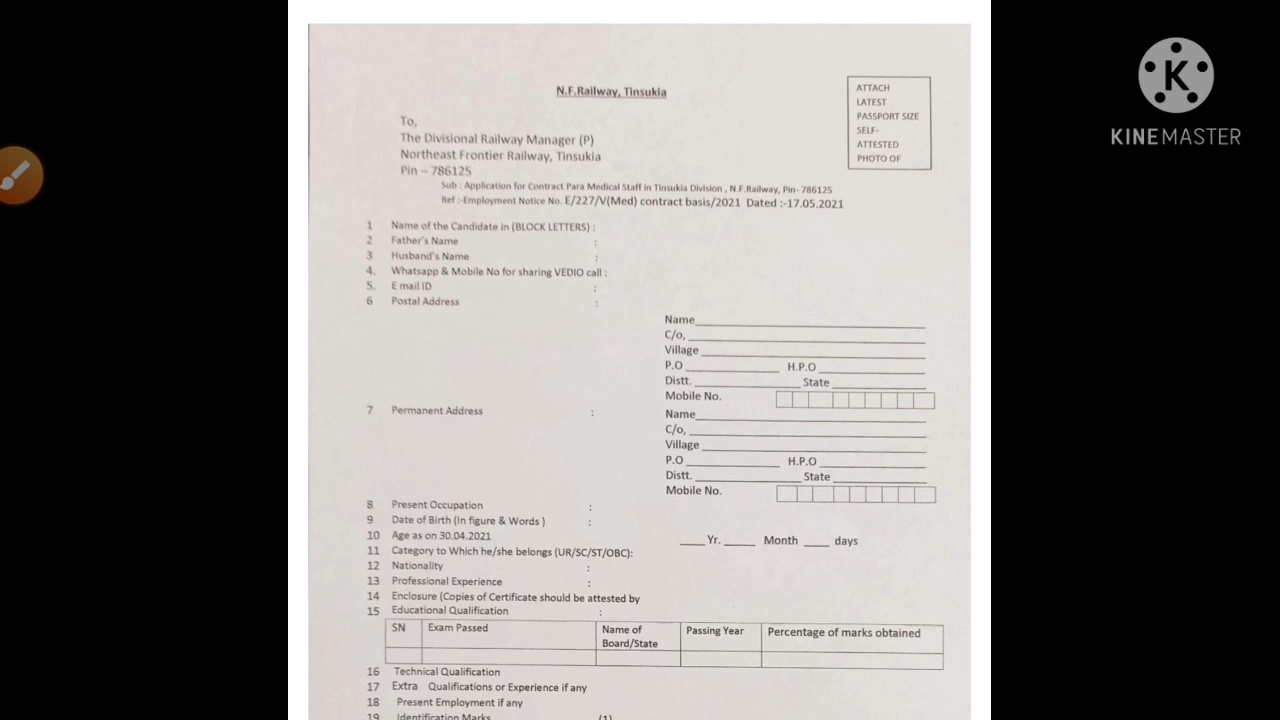 N.F.Railway, Tinsukia
ATTACH
LATEST
PASSPORT SIZE
SELF-
ATTESTED
PHOTO OF
To,
The Divisional Railway Manager (P)
Northeast Frontier Railway, Tinsukia
Pin – 786125
Sub : Application for Contract Para Medical Staff in Tinsukia Division , N.F.Railway, Pin- 786125
Ref :-Employment Notice No. E/227/V(Med) contract basis/2021 Dated :-17.05.2021
1 Name of the Candidate in (BLOCK LETTERS) :
2 Father's Name :
3 Husband's Name :
4. Whatsapp & Mobile No for sharing VEDIO call :
5. E mail ID :
6 Postal Address :
Name
C/o,
Village
P.O H.P.O
Distt. State
Mobile No.
7 Permanent Address :
Name
C/o,
Village
P.O H.P.O
Distt. State
Mobile No.
8 Present Occupation :
9 Date of Birth (In figure & Words ) :
10 Age as on 30.04.2021 Yr. Month days
11 Category to Which he/she belongs (UR/SC/ST/OBC):
12 Nationality :
13 Professional Experience :
14 Enclosure (Copies of Certificate should be attested by
15 Educational Qualification :
SN Exam Passed Name of Board/State Passing Year Percentage of marks obtained
16 Technical Qualification
17 Extra Qualifications or Experience if any
18 Present Employment if any
19 Identification Marks (1)
K
KINEMASTER